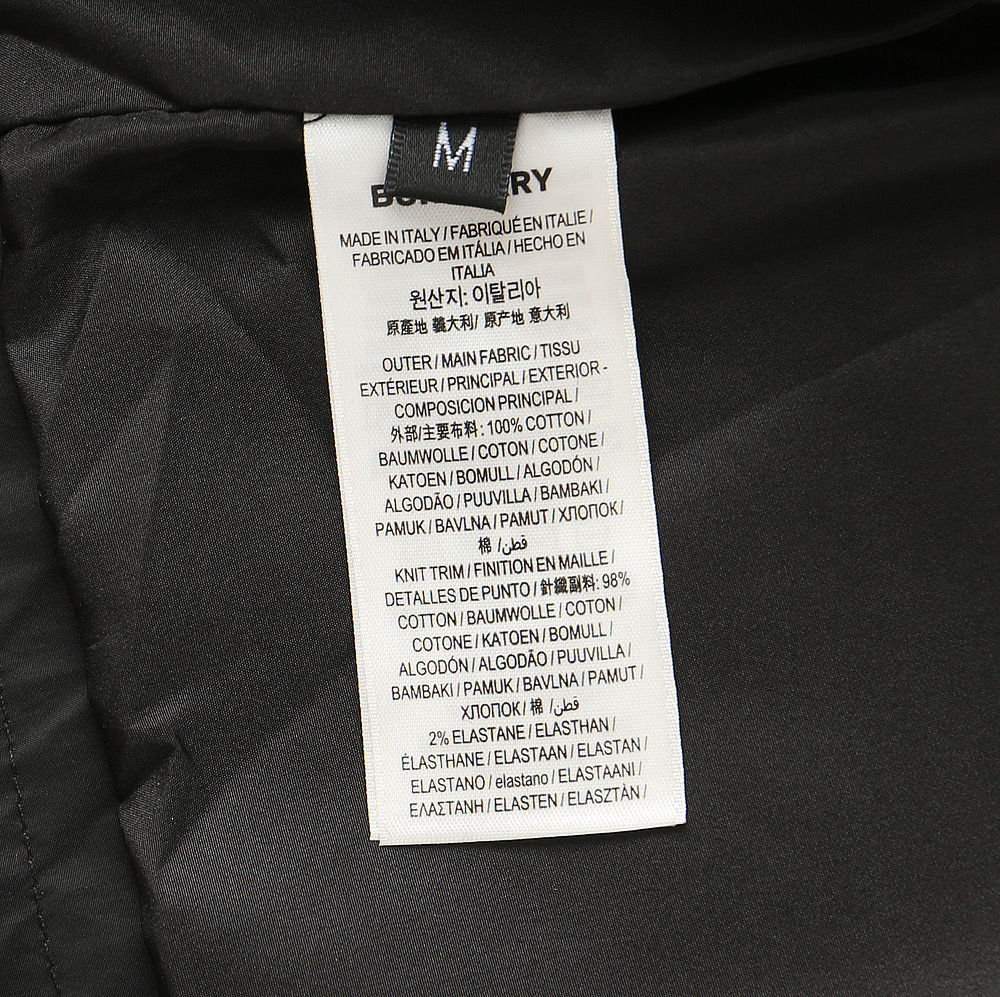 M
MADE IN ITALY / FABRIQUÉ EN ITALIE /
FABRICADO EM ITÁLIA / HECHO EN
ITALIA
원산지: 이탈리아
原產地 義大利/ 原产地 意大利
OUTER / MAIN FABRIC / TISSU
EXTÉRIEUR / PRINCIPAL / EXTERIOR -
COMPOSICION PRINCIPAL /
外部/主要布料: 100% COTTON /
BAUMWOLLE / COTON / COTONE /
KATOEN / BOMULL / ALGODÓN /
ALGODÃO / PUUVILLA / BAMBAKI /
PAMUK / BAVLNA / PAMUT / ХЛОПОК /
棉 /قطن
KNIT TRIM / FINITION EN MAILLE /
DETALLES DE PUNTO / 針織副料: 98%
COTTON / BAUMWOLLE / COTON /
COTONE / KATOEN / BOMULL /
ALGODÓN / ALGODÃO / PUUVILLA /
BAMBAKI / PAMUK / BAVLNA / PAMUT /
ХЛОПОК / 棉 /قطن
2% ELASTANE / ELASTHAN /
ÉLASTHANE / ELASTAAN / ELASTAN /
ELASTANO / elastano / ELASTAANI /
ΕΛΑΣΤΑΝΗ / ELASTEN / ELASZTÀN /